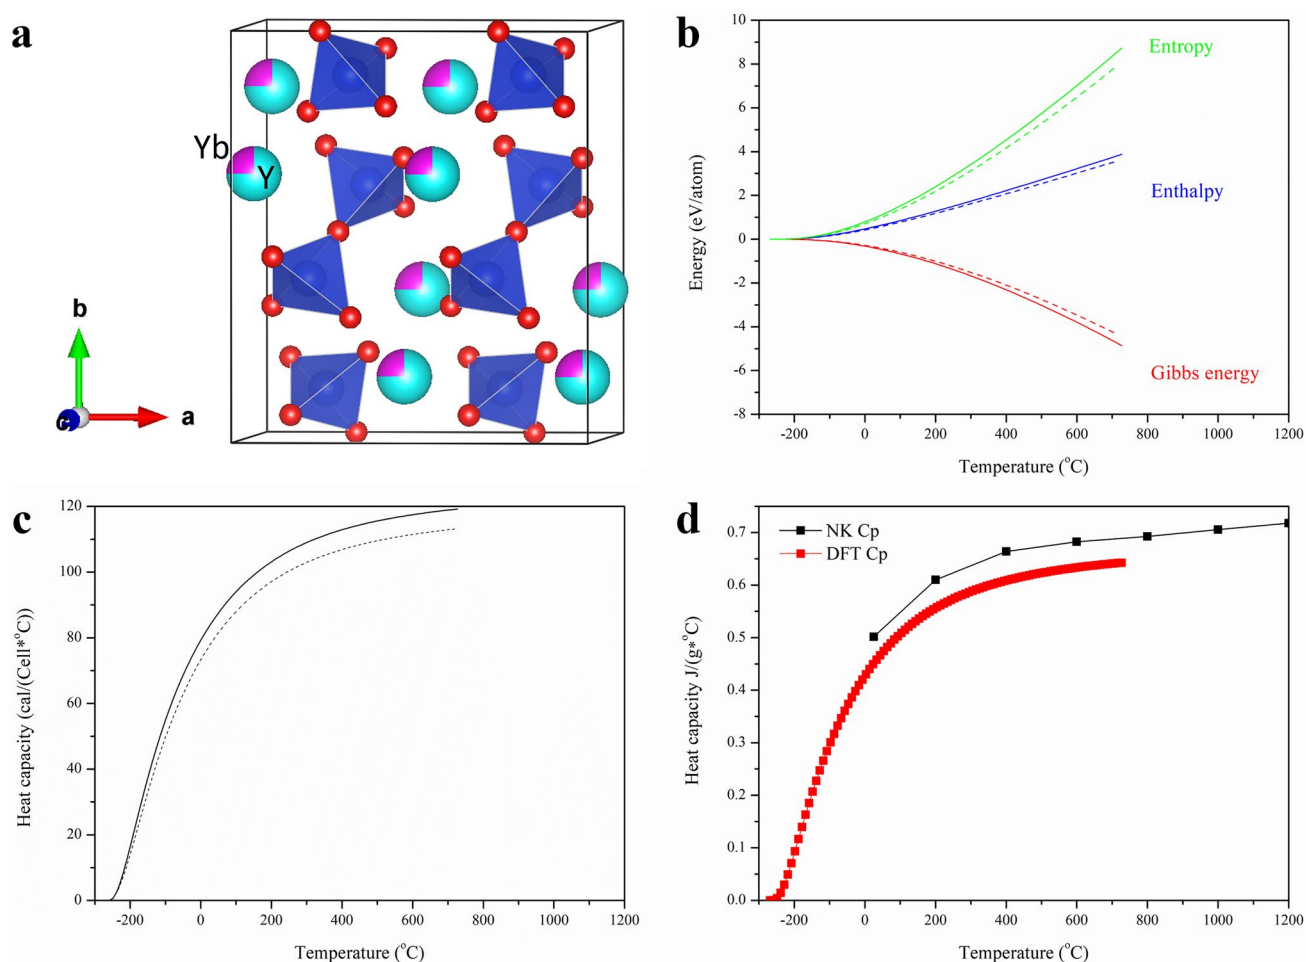 a
Yb
Y
b
a
c
b
10
8
6
4
2
0
-2
-4
-6
-8
Energy (eV/atom)
Entropy
Enthalpy
Gibbs energy
-200 0 200 400 600 800 1000 1200
Temperature (°C)
c
120
100
80
60
40
20
0
Heat capacity (cal/(Cell*°C))
-200 0 200 400 600 800 1000 1200
Temperature (°C)
d
NK Cp
DFT Cp
0.7
0.6
0.5
0.4
0.3
0.2
0.1
0.0
Heat capacity J/(g*°C)
-200 0 200 400 600 800 1000 1200
Temperature (°C)